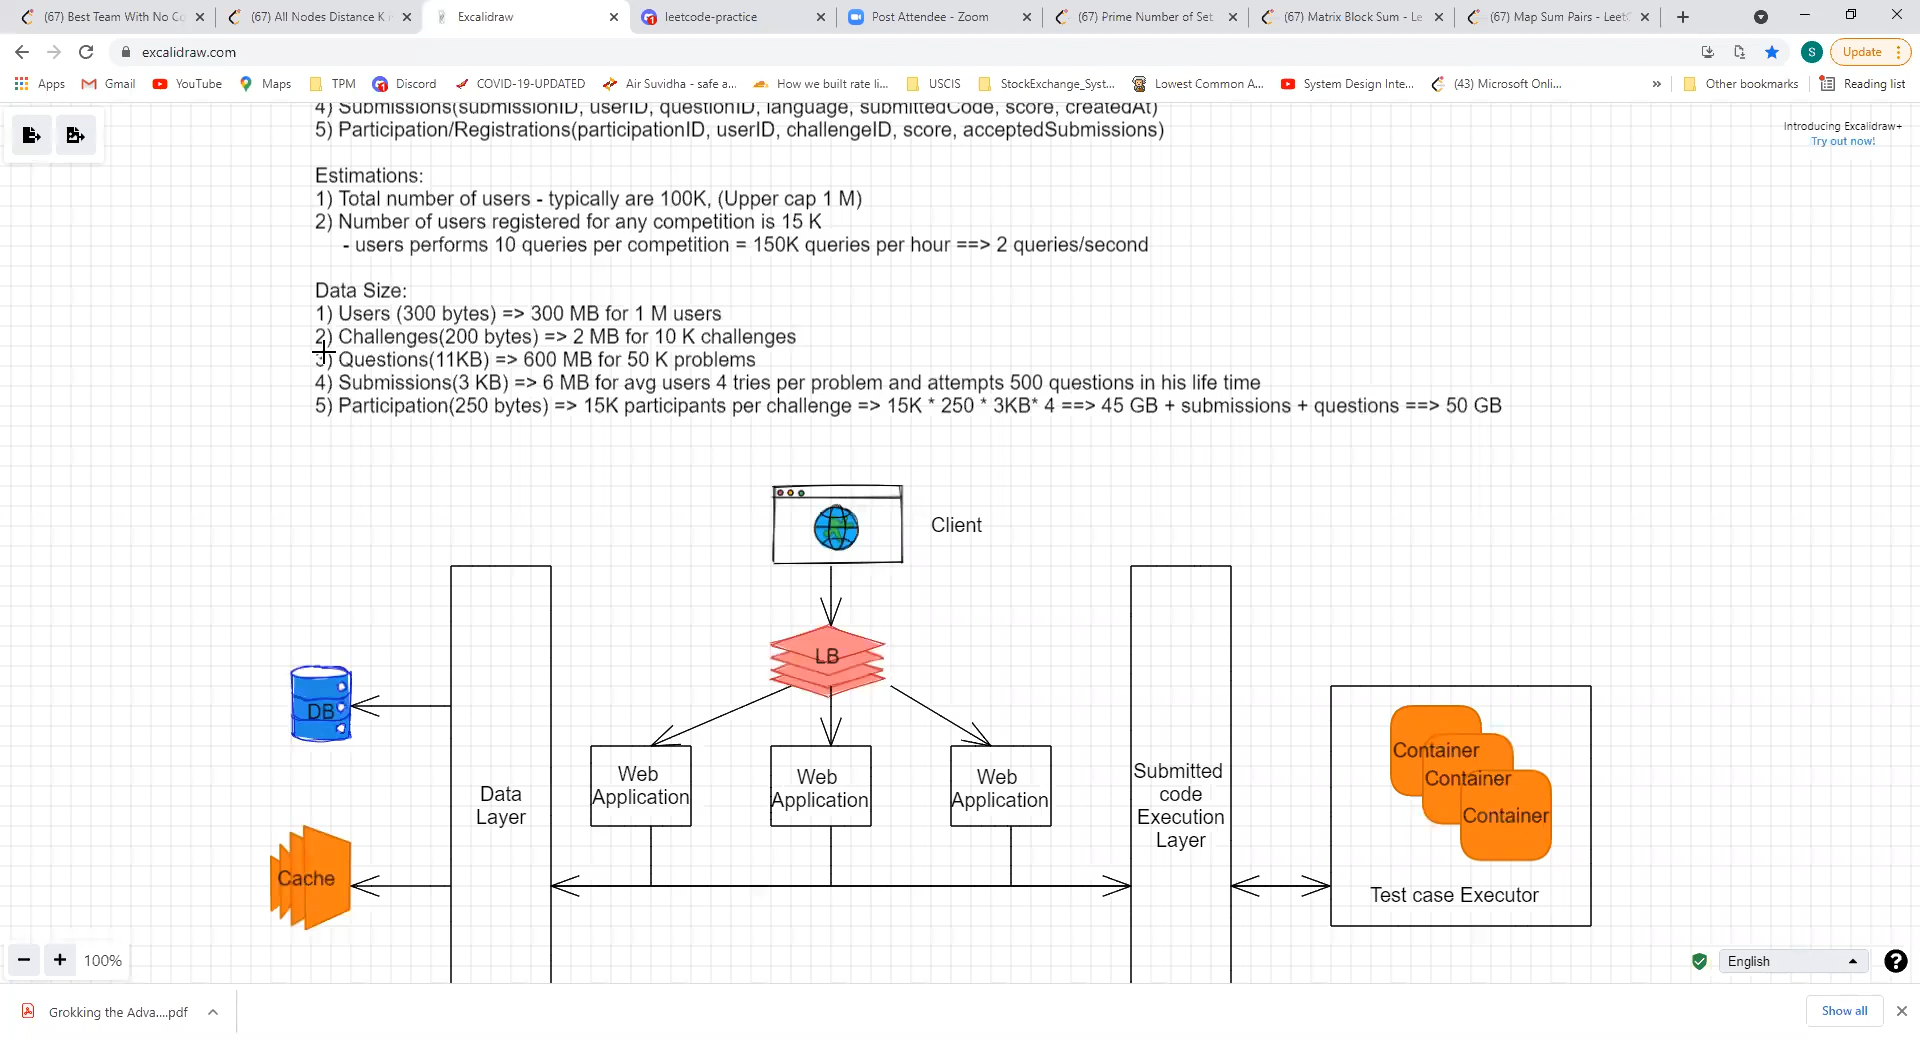 (67) Best Team With No Co
(67) All Nodes Distance K i
Excalidraw
leetcode-practice
Post Attendee - Zoom
(67) Prime Number of Set
(67) Matrix Block Sum - Le
(67) Map Sum Pairs - Leet
excalidraw.com
S
Update
Apps
Gmail
YouTube
Maps
TPM
Discord
COVID-19-UPDATED
Air Suvidha - safe a...
How we built rate li...
USCIS
StockExchange_Syst...
Lowest Common A...
System Design Inte...
(43) Microsoft Onli...
»
Other bookmarks
Reading list
4) Submissions(submissionID, userID, questionID, language, submittedCode, score, createdAt)
5) Participation/Registrations(participationID, userID, challengeID, score, acceptedSubmissions)
Introducing Excalidraw+
Try out now!
Estimations:
1) Total number of users - typically are 100K, (Upper cap 1 M)
2) Number of users registered for any competition is 15 K
- users performs 10 queries per competition = 150K queries per hour ==> 2 queries/second
Data Size:
1) Users (300 bytes) => 300 MB for 1 M users
2) Challenges(200 bytes) => 2 MB for 10 K challenges
3) Questions(11KB) => 600 MB for 50 K problems
4) Submissions(3 KB) => 6 MB for avg users 4 tries per problem and attempts 500 questions in his life time
5) Participation(250 bytes) => 15K participants per challenge => 15K * 250 * 3KB* 4 ==> 45 GB + submissions + questions ==> 50 GB
Client
LB
DB
Cache
Data
Layer
Web
Application
Web
Application
Web
Application
Submitted
code
Execution
Layer
Container
Container
Container
Test case Executor
100%
English
Grokking the Adva....pdf
Show all